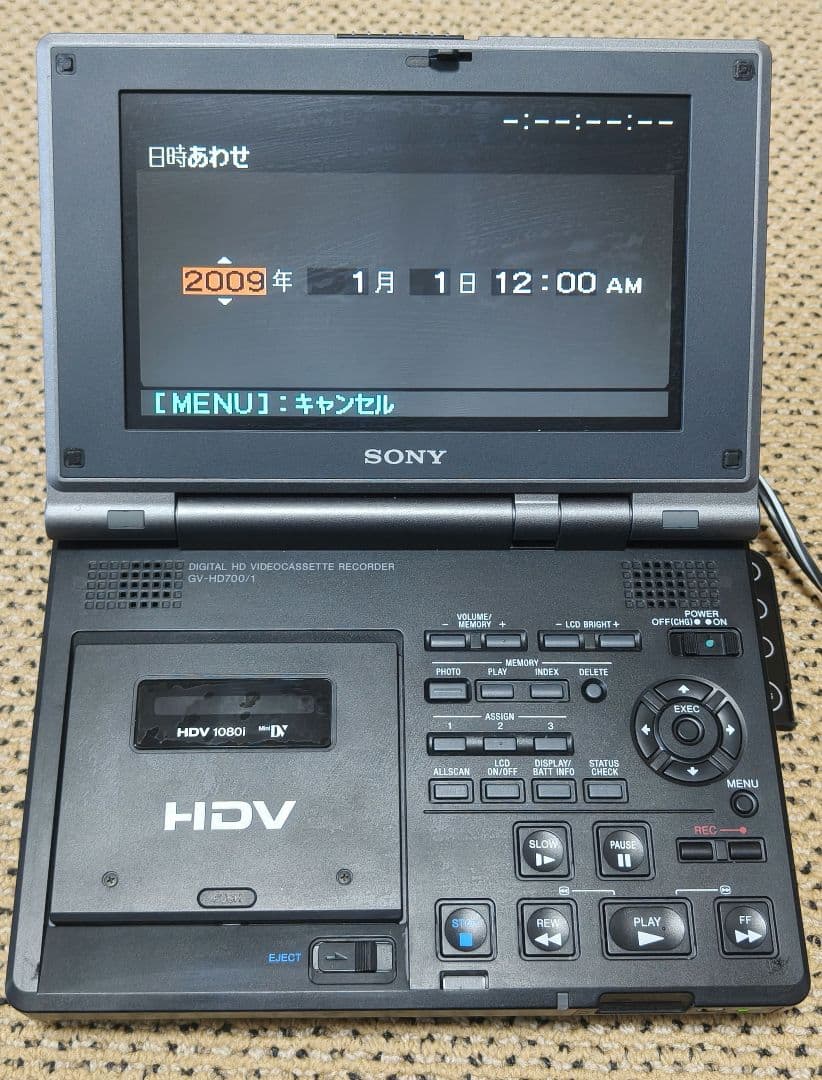 -:--:--:--
日時あわせ
2009年 1月 1日 12:00 AM
[MENU]:キャンセル
SONY
DIGITAL HD VIDEOCASSETTE RECORDER
GV-HD700/1
VOLUME/
− MEMORY +
− LCD BRIGHT +
POWER
OFF(CHG) ON
MEMORY
PHOTO PLAY INDEX DELETE
EXEC
ASSIGN
1 2 3
HDV 1080i Mini DV
ALLSCAN LCD ON/OFF DISPLAY/BATT INFO STATUS CHECK
MENU
HDV
REC
SLOW PAUSE
STOP REW PLAY FF
EJECT